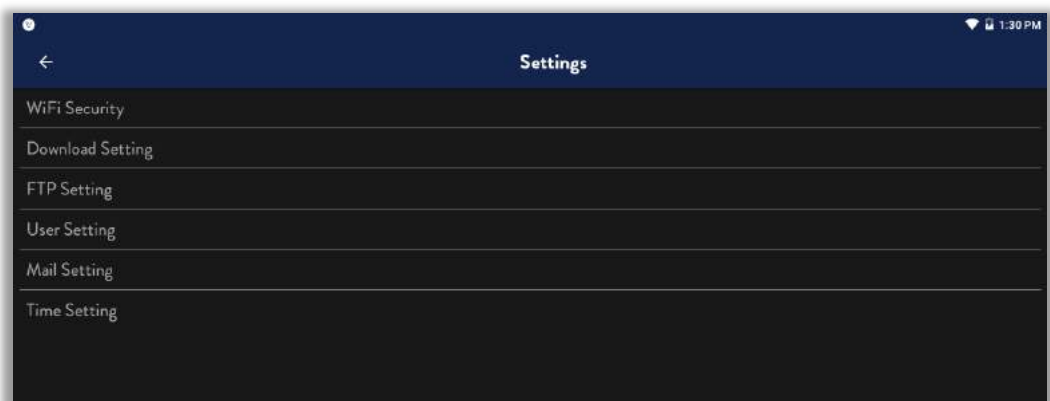 1:30 PM
Settings
WiFi Security
Download Setting
FTP Setting
User Setting
Mail Setting
Time Setting